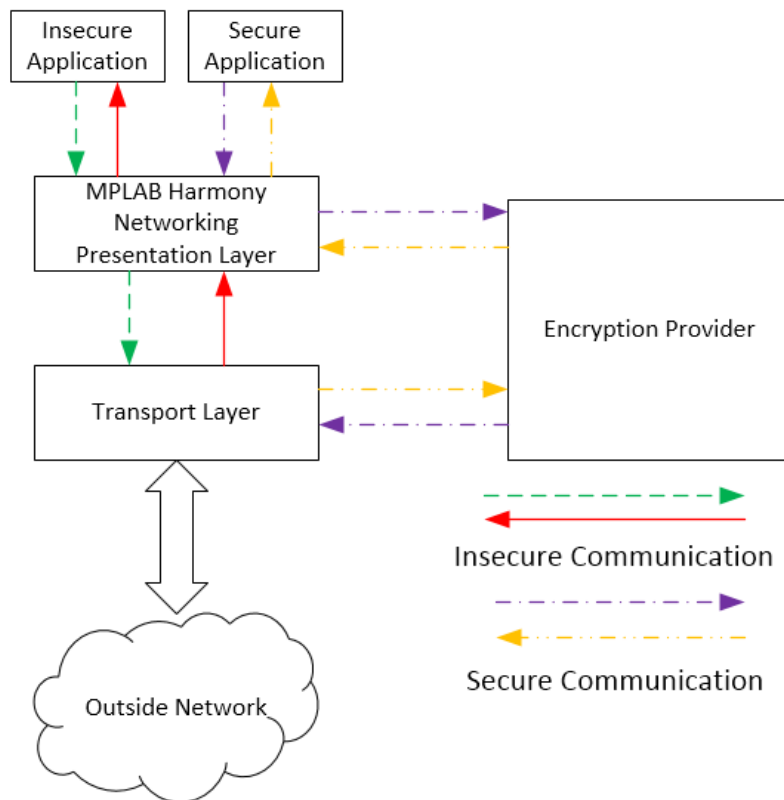 Insecure
Application
Secure
Application
MPLAB Harmony
Networking
Presentation Layer
Encryption Provider
Transport Layer
Insecure Communication
Secure Communication
Outside Network